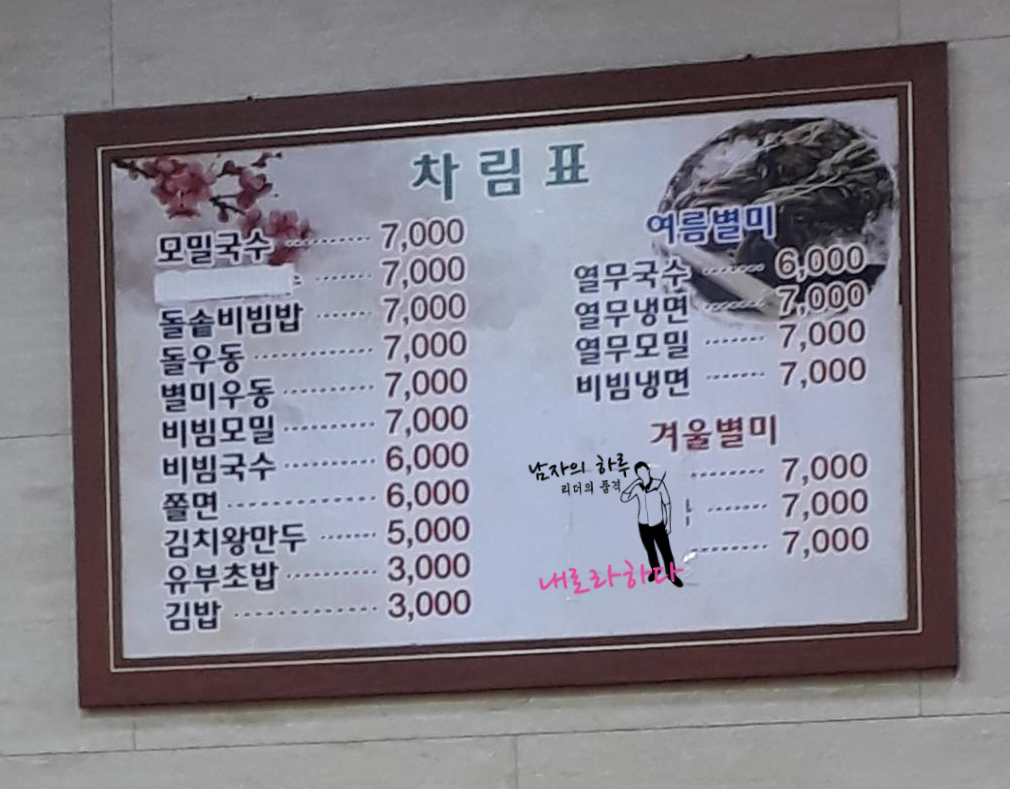 차림표
모밀국수 ·········· 7,000
······ 7,000
돌솥비빔밥 ······ 7,000
돌우동 ············· 7,000
별미우동 ·········· 7,000
비빔모밀 ·········· 7,000
비빔국수 ·········· 6,000
쫄면 ················ 6,000
김치왕만두 ······· 5,000
유부초밥 ·········· 3,000
김밥 ················ 3,000
여름별미
열무국수 ······· 6,000
열무냉면 ······· 7,000
열무모밀 ······· 7,000
비빔냉면 ······· 7,000
겨울별미
······· 7,000
······· 7,000
········ 7,000
남자의 하루
리더의 품격
내로라하다